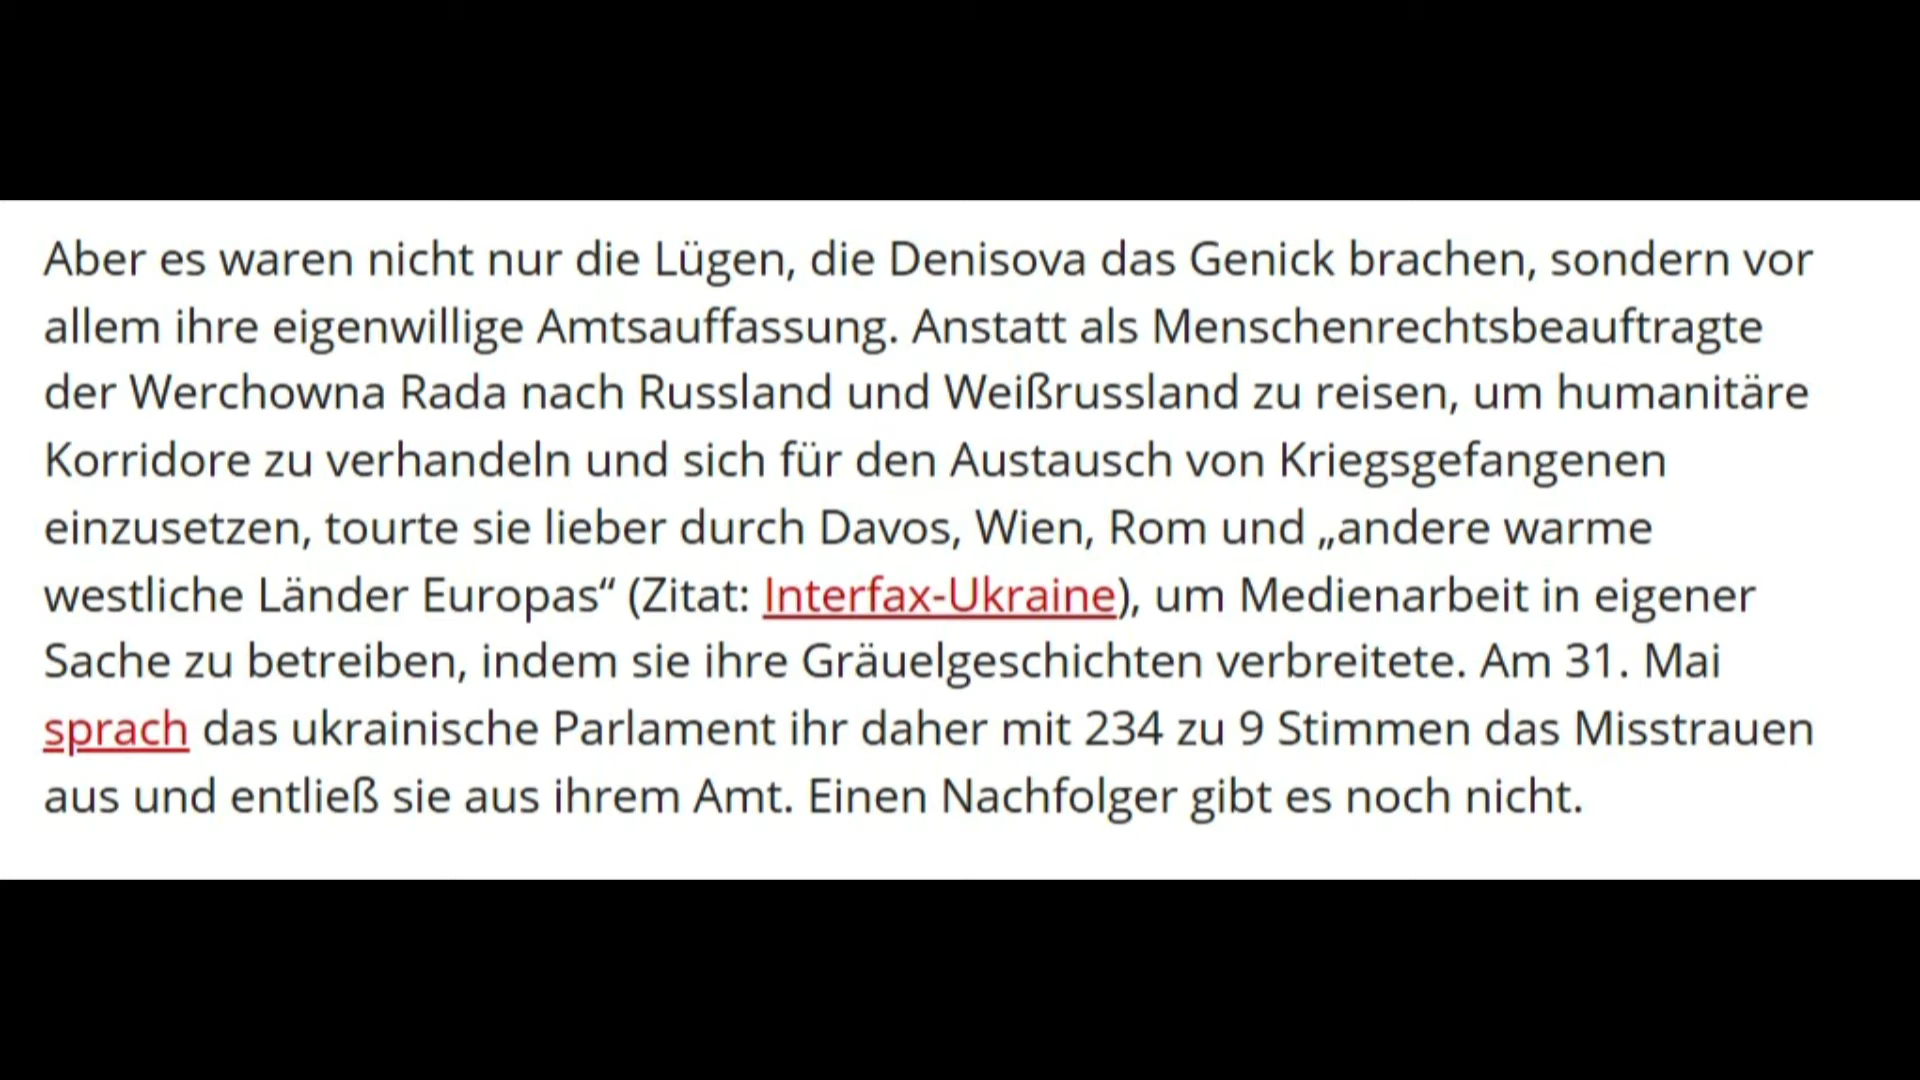 Aber es waren nicht nur die Lügen, die Denisova das Genick brachen, sondern vor
allem ihre eigenwillige Amtsauffassung. Anstatt als Menschenrechtsbeauftragte
der Werchowna Rada nach Russland und Weißrussland zu reisen, um humanitäre
Korridore zu verhandeln und sich für den Austausch von Kriegsgefangenen
einzusetzen, tourte sie lieber durch Davos, Wien, Rom und „andere warme
westliche Länder Europas“ (Zitat: Interfax-Ukraine), um Medienarbeit in eigener
Sache zu betreiben, indem sie ihre Gräuelgeschichten verbreitete. Am 31. Mai
sprach das ukrainische Parlament ihr daher mit 234 zu 9 Stimmen das Misstrauen
aus und entließ sie aus ihrem Amt. Einen Nachfolger gibt es noch nicht.